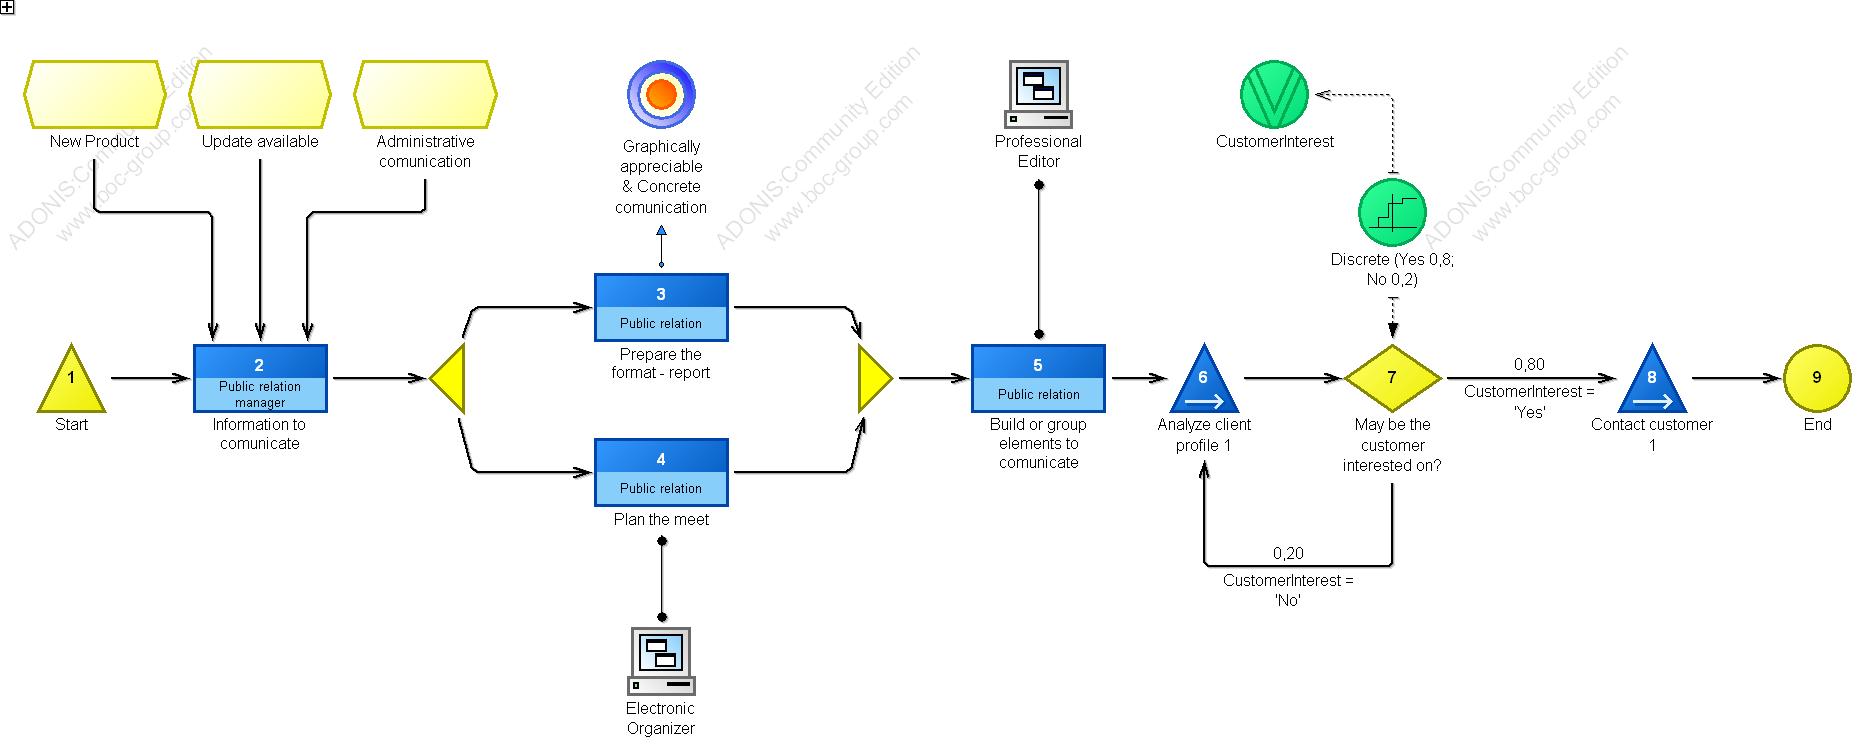 New Product
Update available
Administrative
comunication
Graphically
appreciable
& Concrete
comunication
Professional
Editor
CustomerInterest
Discrete (Yes 0,8;
No 0,2)
1
Start
2
Public relation
manager
Information to
comunicate
3
Public relation
Prepare the
format - report
4
Public relation
Plan the meet
Electronic
Organizer
5
Public relation
Build or group
elements to
comunicate
6
Analyze client
profile 1
7
May be the
customer
interested on?
0,80
CustomerInterest =
'Yes'
0,20
CustomerInterest =
'No'
8
Contact customer
1
9
End
ADONIS:Community Edition
www.boc-group.com
ADONIS:Community Edition
www.boc-group.com
ADONIS:Community Edition
www.boc-group.com